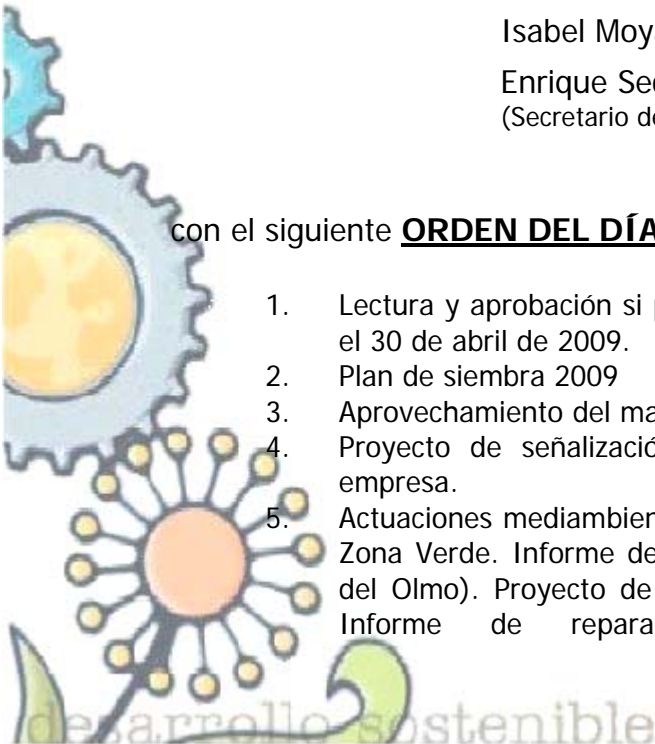 Isabel Moy
Enrique Se
(Secretario d
con el siguiente ORDEN DEL DÍA
1. Lectura y aprobación si
el 30 de abril de 2009.
2. Plan de siembra 2009
3. Aprovechamiento del ma
4. Proyecto de señalizació
empresa.
5. Actuaciones mediambien
Zona Verde. Informe de
del Olmo). Proyecto de
Informe de repara
desarrollo sostenible